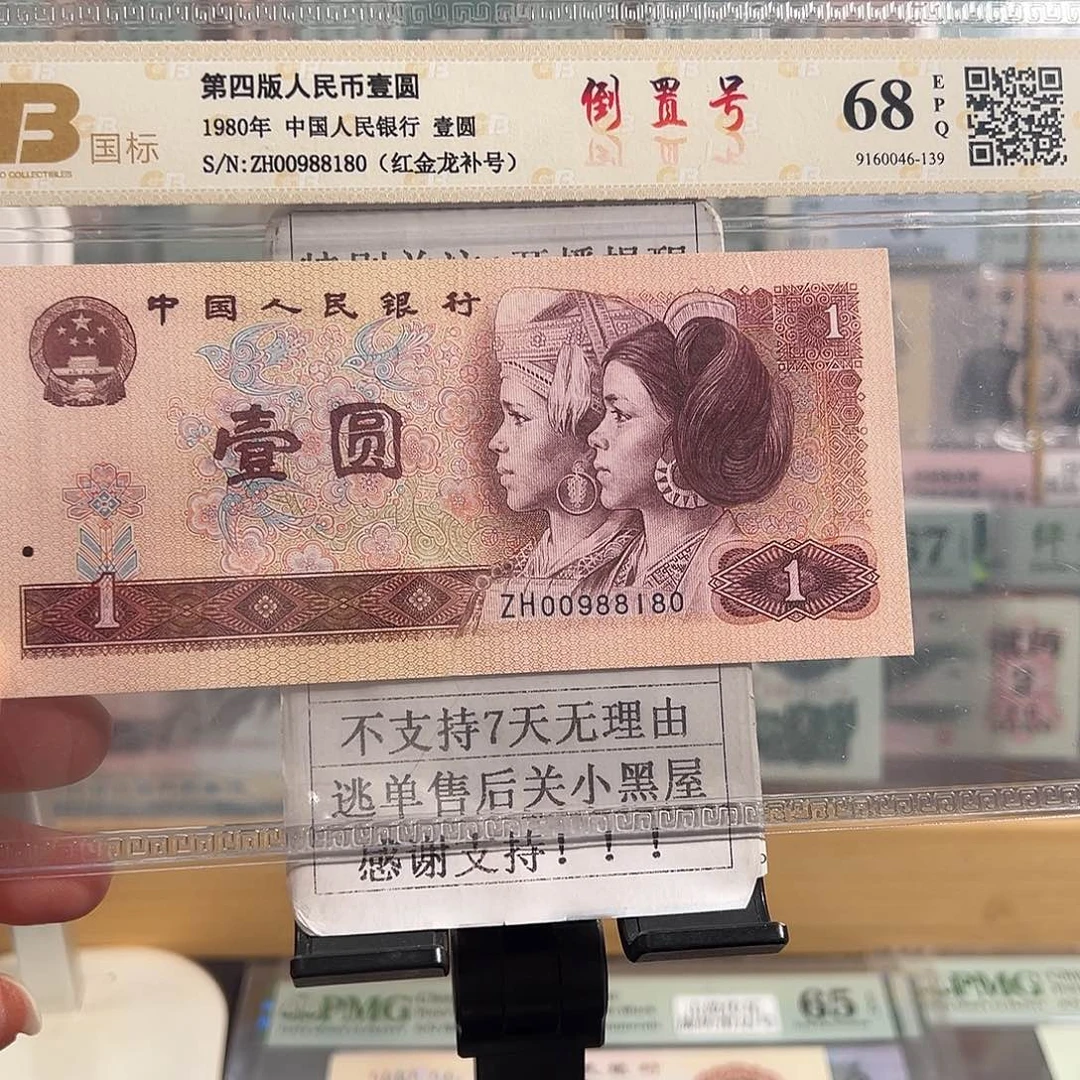 第四版人民币壹圆
1980年 中国人民银行 壹圆
S/N:ZH00988180（红金龙补号）
倒置号
68
EPQ
9160046-139
B
国标
中国人民银行
1
壹圆
1
ZH00988180
1
不支持7天无理由
逃单售后关小黑屋
感谢支持！！！
PMG
65
PMG